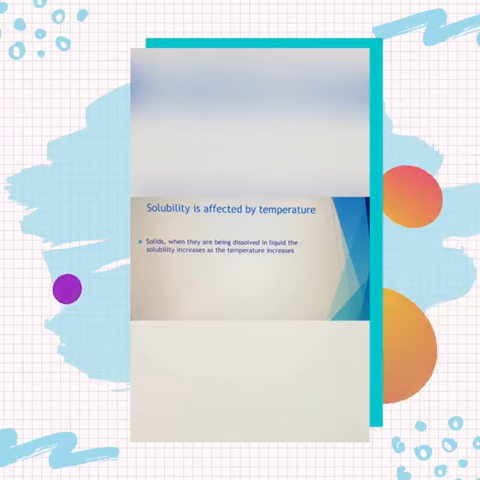 Solubility is affected by temperature
Solids, when they are being dissolved in liquid the
solubility increases as the temperature increases